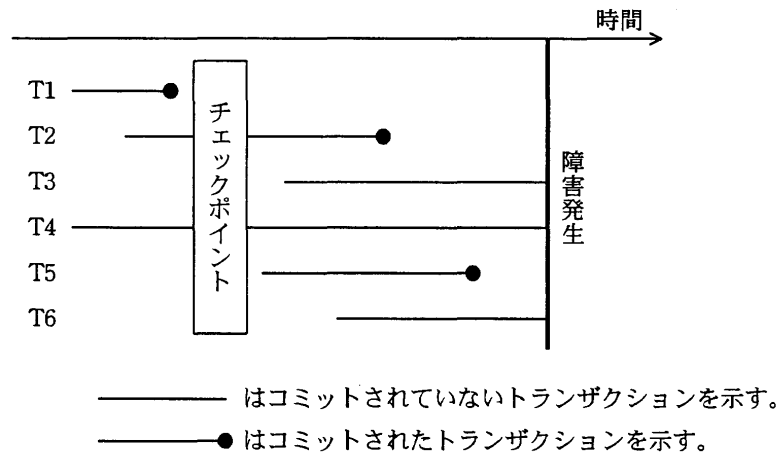 時間
T1
T2
T3
T4
T5
T6
チェックポイント
障害発生
はコミットされていないトランザクションを示す。
はコミットされたトランザクションを示す。